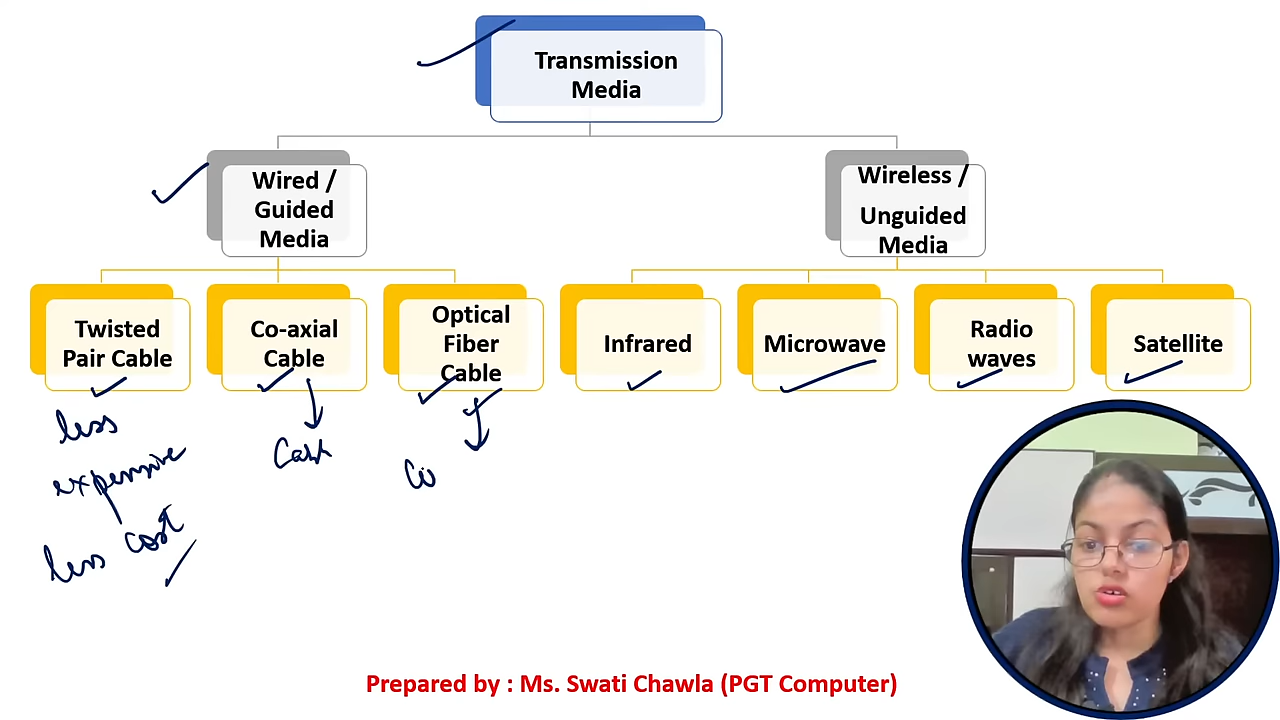 Transmission
Media
Wired /
Guided
Media
Wireless /
Unguided
Media
Twisted
Pair Cable
Co-axial
Cable
Optical
Fiber
Cable
Infrared
Microwave
Radio
waves
Satellite
less
expensive
less cost
Prepared by : Ms. Swati Chawla (PGT Computer)